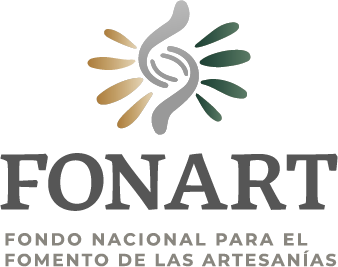 FONART
FONDO NACIONAL PARA EL
FOMENTO DE LAS ARTESANÍAS